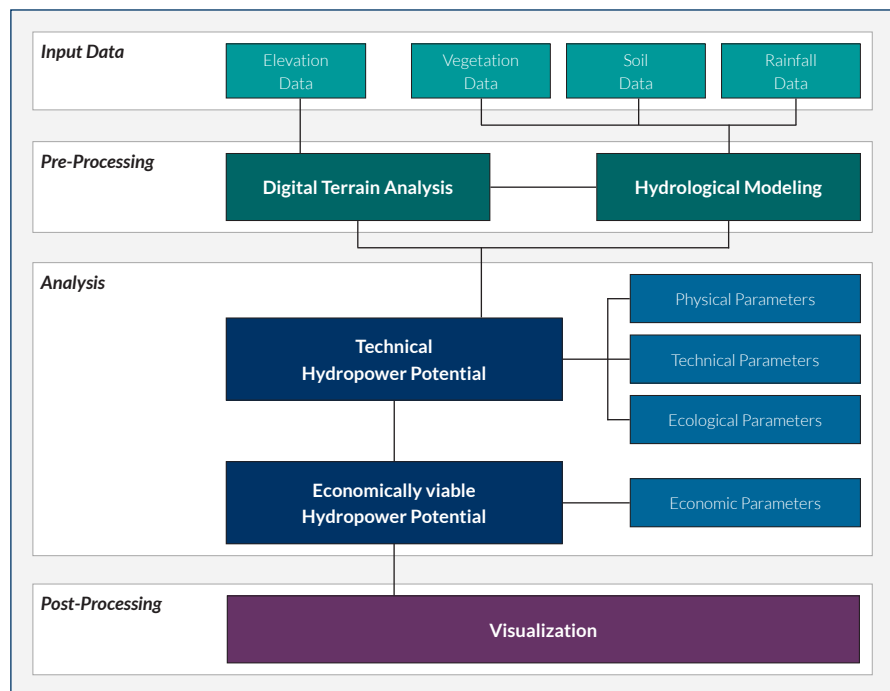 Input Data
Elevation
Data
Vegetation
Data
Soil
Data
Rainfall
Data
Pre-Processing
Digital Terrain Analysis
Hydrological Modeling
Analysis
Physical Parameters
Technical
Hydropower Potential
Technical Parameters
Ecological Parameters
Economically viable
Hydropower Potential
Economic Parameters
Post-Processing
Visualization